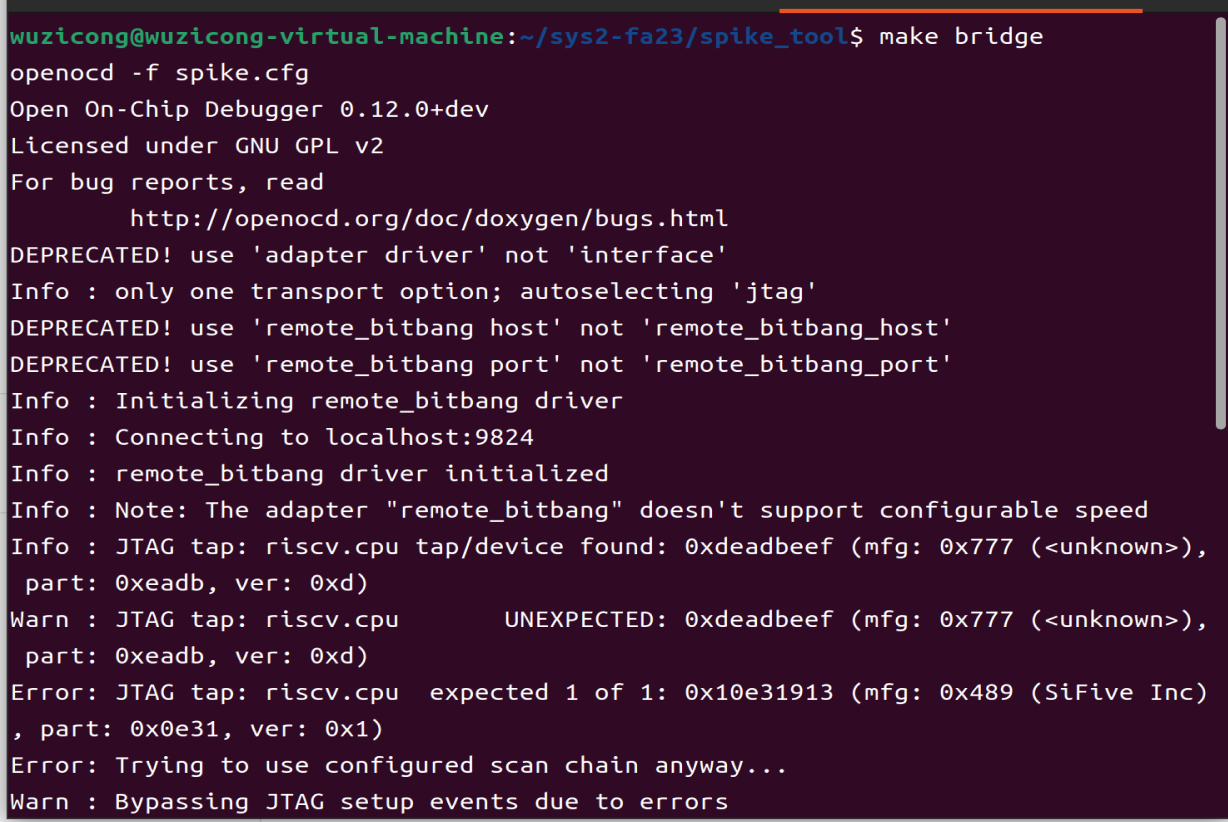 wuzicong@wuzicong-virtual-machine:~/sys2-fa23/spike_tool$ make bridge
openocd -f spike.cfg
Open On-Chip Debugger 0.12.0+dev
Licensed under GNU GPL v2
For bug reports, read
        http://openocd.org/doc/doxygen/bugs.html
DEPRECATED! use 'adapter driver' not 'interface'
Info : only one transport option; autoselecting 'jtag'
DEPRECATED! use 'remote_bitbang host' not 'remote_bitbang_host'
DEPRECATED! use 'remote_bitbang port' not 'remote_bitbang_port'
Info : Initializing remote_bitbang driver
Info : Connecting to localhost:9824
Info : remote_bitbang driver initialized
Info : Note: The adapter "remote_bitbang" doesn't support configurable speed
Info : JTAG tap: riscv.cpu tap/device found: 0xdeadbeef (mfg: 0x777 (<unknown>),
 part: 0xeadb, ver: 0xd)
Warn : JTAG tap: riscv.cpu       UNEXPECTED: 0xdeadbeef (mfg: 0x777 (<unknown>),
 part: 0xeadb, ver: 0xd)
Error: JTAG tap: riscv.cpu  expected 1 of 1: 0x10e31913 (mfg: 0x489 (SiFive Inc)
, part: 0x0e31, ver: 0x1)
Error: Trying to use configured scan chain anyway...
Warn : Bypassing JTAG setup events due to errors